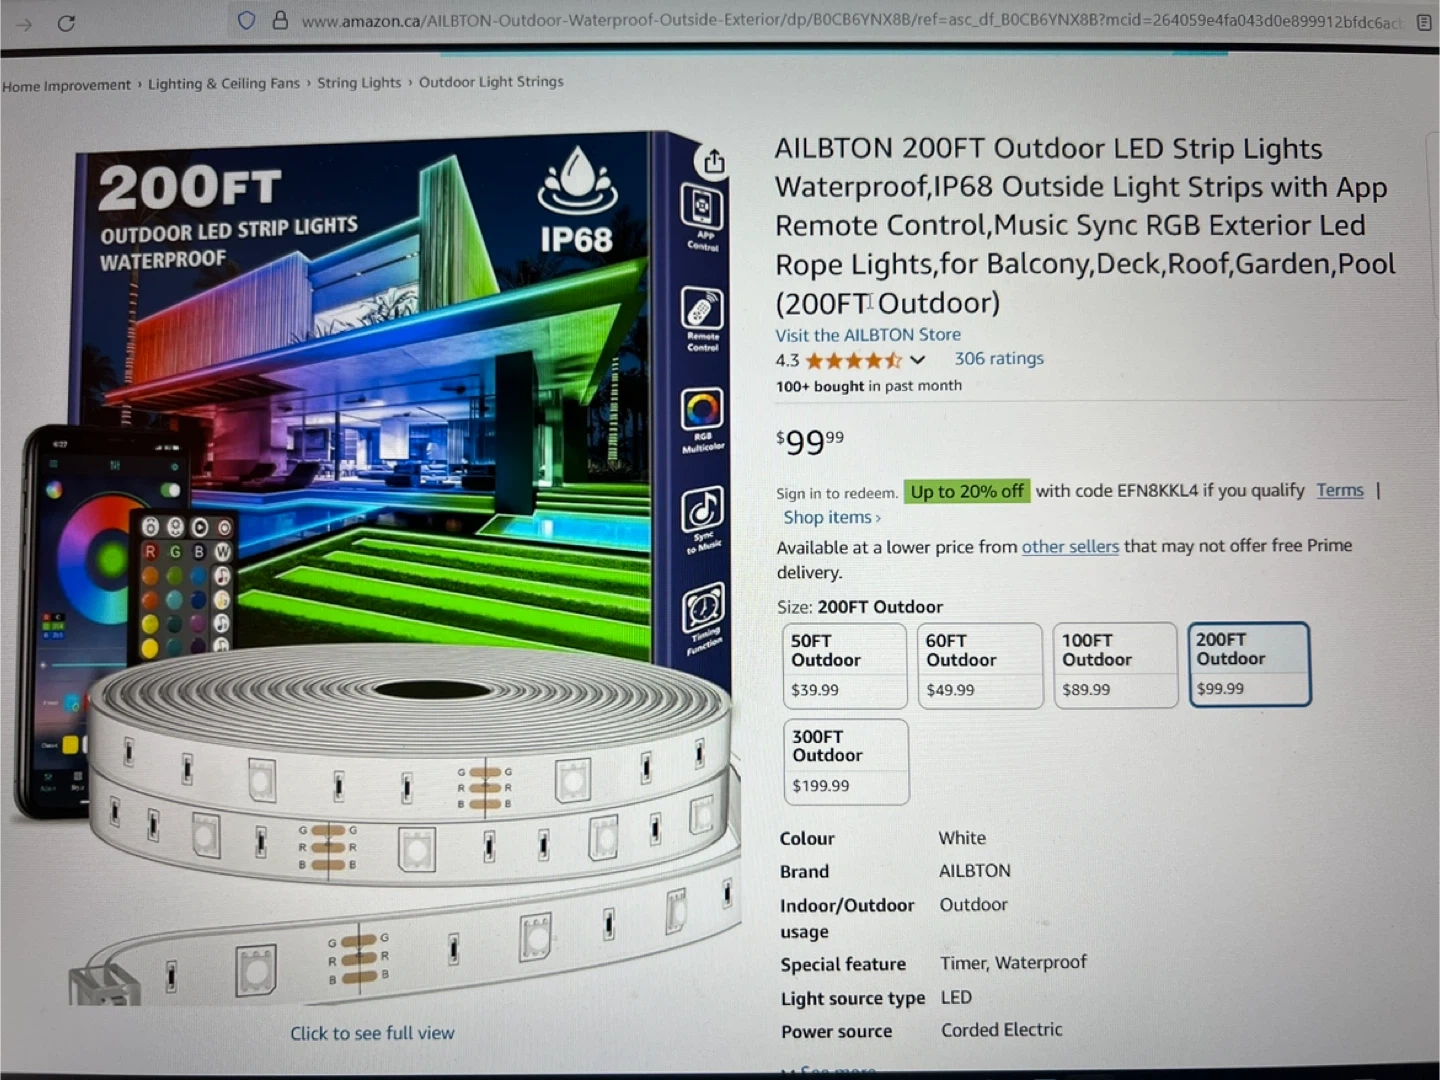 www.amazon.ca/AILBTON-Outdoor-Waterproof-Outside-Exterior/dp/B0CB6YNX8B/ref=asc_df_B0CB6YNX8B?mcid=264059e4fa043d0e899912bfdc6acb
Home Improvement › Lighting & Ceiling Fans › String Lights › Outdoor Light Strings
200FT
OUTDOOR LED STRIP LIGHTS
WATERPROOF
IP68
APP
Control
Remote
Control
RGB
Multicolor
Sync
to Music
Timing
Function
6:27
R G B W
G G
R R
B B
G G
R R
B B
G G
R R
B B
Click to see full view
AILBTON 200FT Outdoor LED Strip Lights
Waterproof,IP68 Outside Light Strips with App
Remote Control,Music Sync RGB Exterior Led
Rope Lights,for Balcony,Deck,Roof,Garden,Pool
(200FT Outdoor)
Visit the AILBTON Store
4.3 306 ratings
100+ bought in past month
$99.99
Sign in to redeem. Up to 20% off with code EFN8KKL4 if you qualify Terms |
Shop items ›
Available at a lower price from other sellers that may not offer free Prime
delivery.
Size: 200FT Outdoor
50FT
Outdoor
$39.99
60FT
Outdoor
$49.99
100FT
Outdoor
$89.99
200FT
Outdoor
$99.99
300FT
Outdoor
$199.99
Colour White
Brand AILBTON
Indoor/Outdoor Outdoor
usage
Special feature Timer, Waterproof
Light source type LED
Power source Corded Electric
See more